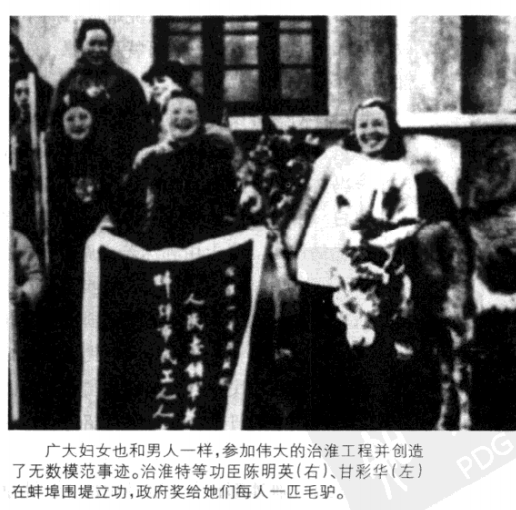 人民
蚌埠市民工人人
广大妇女也和男人一样,参加伟大的治淮工程并创造
了无数模范事迹。治淮特等功臣陈明英(右)、甘彩华(左)
在蚌埠围堤立功,政府奖给她们每人一匹毛驴。
PDG